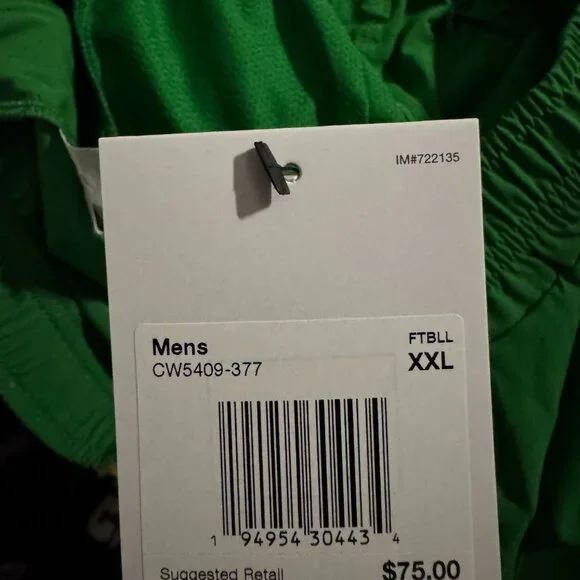 IM#722135
Mens FTBLL
CW5409-377 XXL
1 94954 30443 4
Suggested Retail $75.00